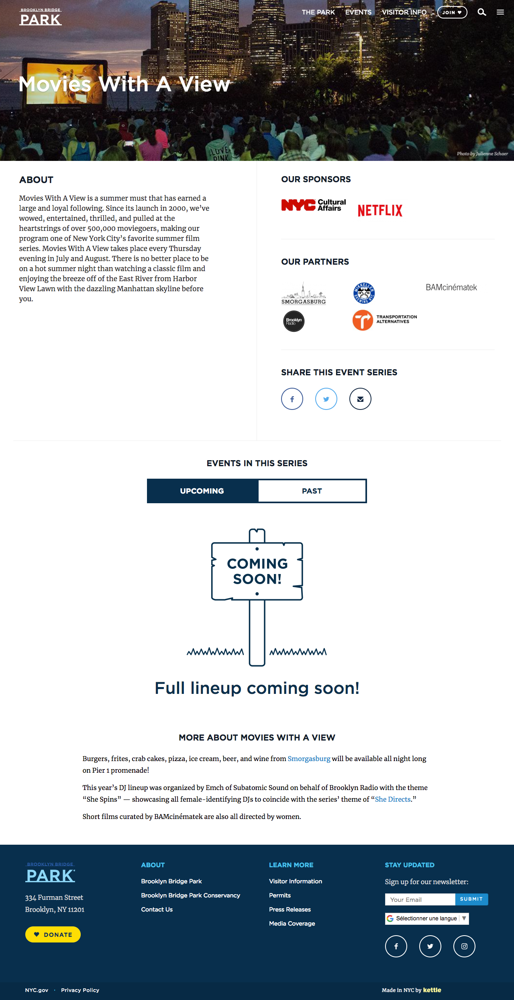 BROOKLYN BRIDGE
PARK
THE PARK
EVENTS
VISITOR INFO
JOIN
Movies With A View
LOVE
PINK
Photo by Julienne Schaer
ABOUT
Movies With A View is a summer must that has earned a
large and loyal following. Since its launch in 2000, we’ve
wowed, entertained, thrilled, and pulled at the
heartstrings of over 500,000 moviegoers, making our
program one of New York City’s favorite summer film
series. Movies With A View takes place every Thursday
evening in July and August. There is no better place to be
on a hot summer night than watching a classic film and
enjoying the breeze off of the East River from Harbor
View Lawn with the dazzling Manhattan skyline before
you.
OUR SPONSORS
NYC Cultural
Affairs
NETFLIX
OUR PARTNERS
SMORGASBURG
MIKKELLER
BREWING NYC
BAMcinématek
Brooklyn
Radio
TRANSPORTATION
ALTERNATIVES
SHARE THIS EVENT SERIES
EVENTS IN THIS SERIES
UPCOMING
PAST
COMING
SOON!
Full lineup coming soon!
MORE ABOUT MOVIES WITH A VIEW
Burgers, frites, crab cakes, pizza, ice cream, beer, and wine from Smorgasburg will be available all night long
on Pier 1 promenade!
This year’s DJ lineup was organized by Emch of Subatomic Sound on behalf of Brooklyn Radio with the theme
“She Spins” — showcasing all female-identifying DJs to coincide with the series’ theme of “She Directs.”
Short films curated by BAMcinématek are also all directed by women.
BROOKLYN BRIDGE
PARK
334 Furman Street
Brooklyn, NY 11201
DONATE
ABOUT
Brooklyn Bridge Park
Brooklyn Bridge Park Conservancy
Contact Us
LEARN MORE
Visitor Information
Permits
Press Releases
Media Coverage
STAY UPDATED
Sign up for our newsletter:
Your Email
SUBMIT
Sélectionner une langue ▼
NYC.gov · Privacy Policy
Made in NYC by kettle